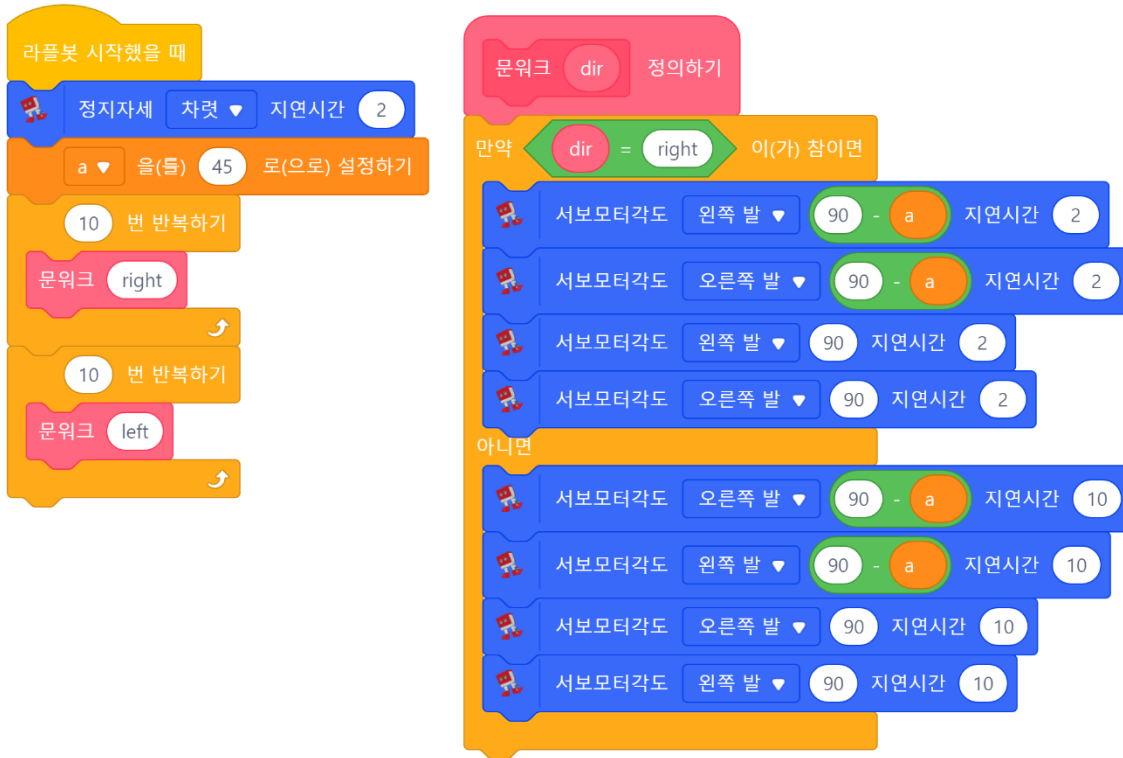 라플봇 시작했을 때
정지자세 차렷 ▼ 지연시간 2
a ▼ 을(를) 45 로(으로) 설정하기
10 번 반복하기
문워크 right
10 번 반복하기
문워크 left
문워크 dir 정의하기
만약 dir = right 이(가) 참이면
서보모터각도 왼쪽 발 ▼ 90 - a 지연시간 2
서보모터각도 오른쪽 발 ▼ 90 - a 지연시간 2
서보모터각도 왼쪽 발 ▼ 90 지연시간 2
서보모터각도 오른쪽 발 ▼ 90 지연시간 2
아니면
서보모터각도 오른쪽 발 ▼ 90 - a 지연시간 10
서보모터각도 왼쪽 발 ▼ 90 - a 지연시간 10
서보모터각도 오른쪽 발 ▼ 90 지연시간 10
서보모터각도 왼쪽 발 ▼ 90 지연시간 10